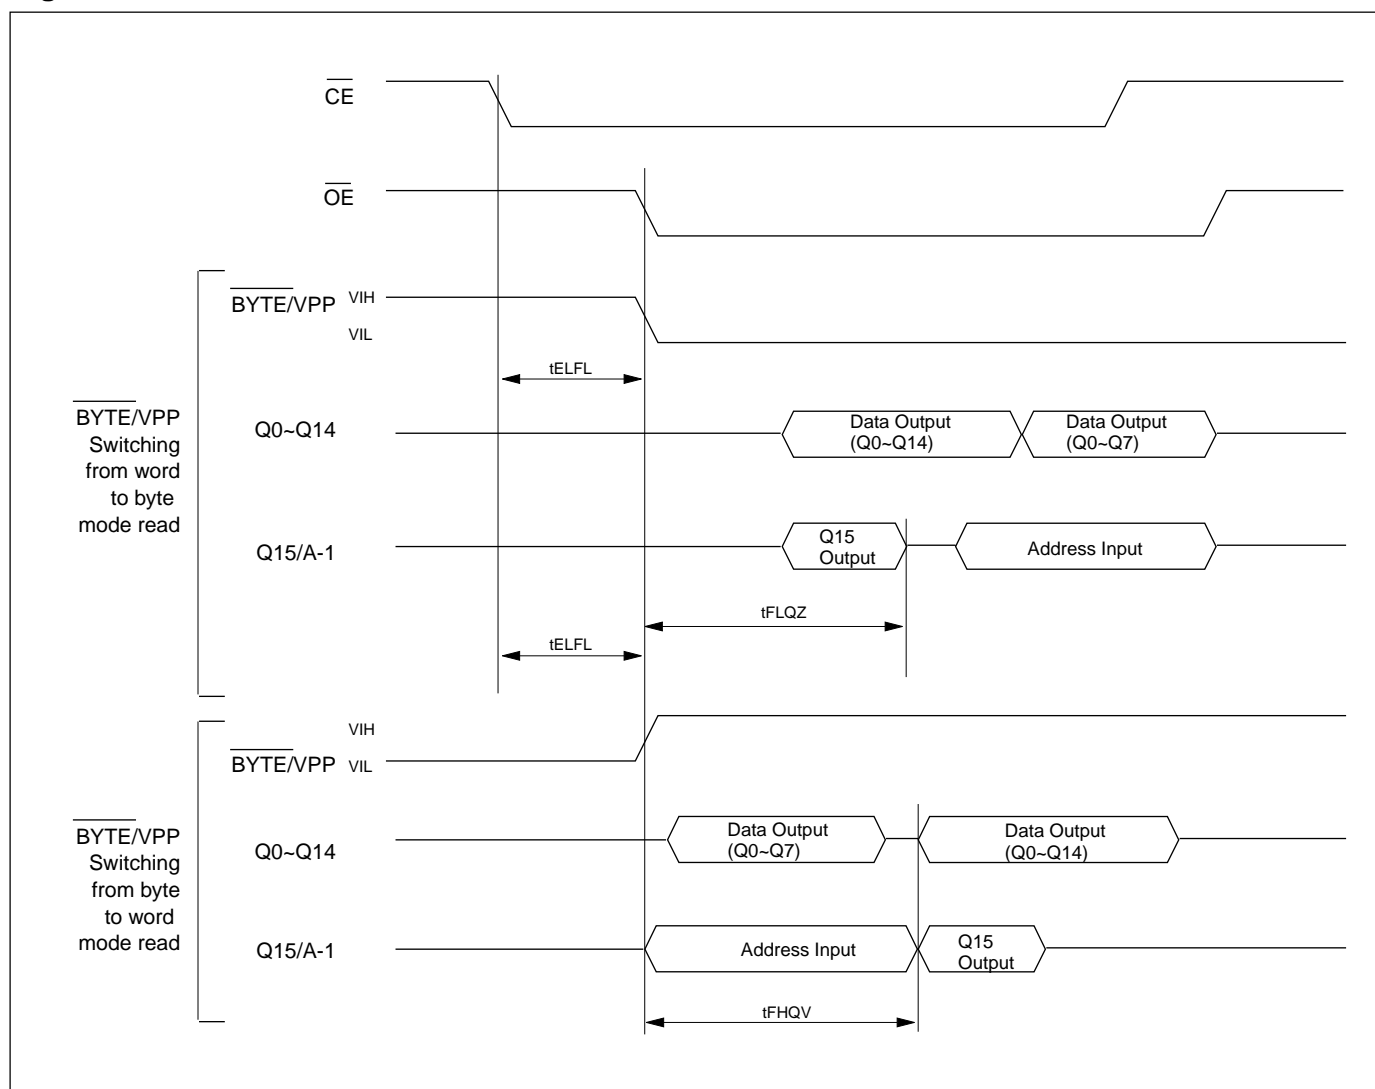 CE
OE
BYTE/VPP VIH
VIL
tELFL
BYTE/VPP
Switching
from word
to byte
mode read
Q0~Q14
Data Output
(Q0~Q14)
Data Output
(Q0~Q7)
Q15/A-1
Q15
Output
Address Input
tFLQZ
tELFL
VIH
BYTE/VPP VIL
BYTE/VPP
Switching
from byte
to word
mode read
Q0~Q14
Data Output
(Q0~Q7)
Data Output
(Q0~Q14)
Q15/A-1
Address Input
Q15
Output
tFHQV